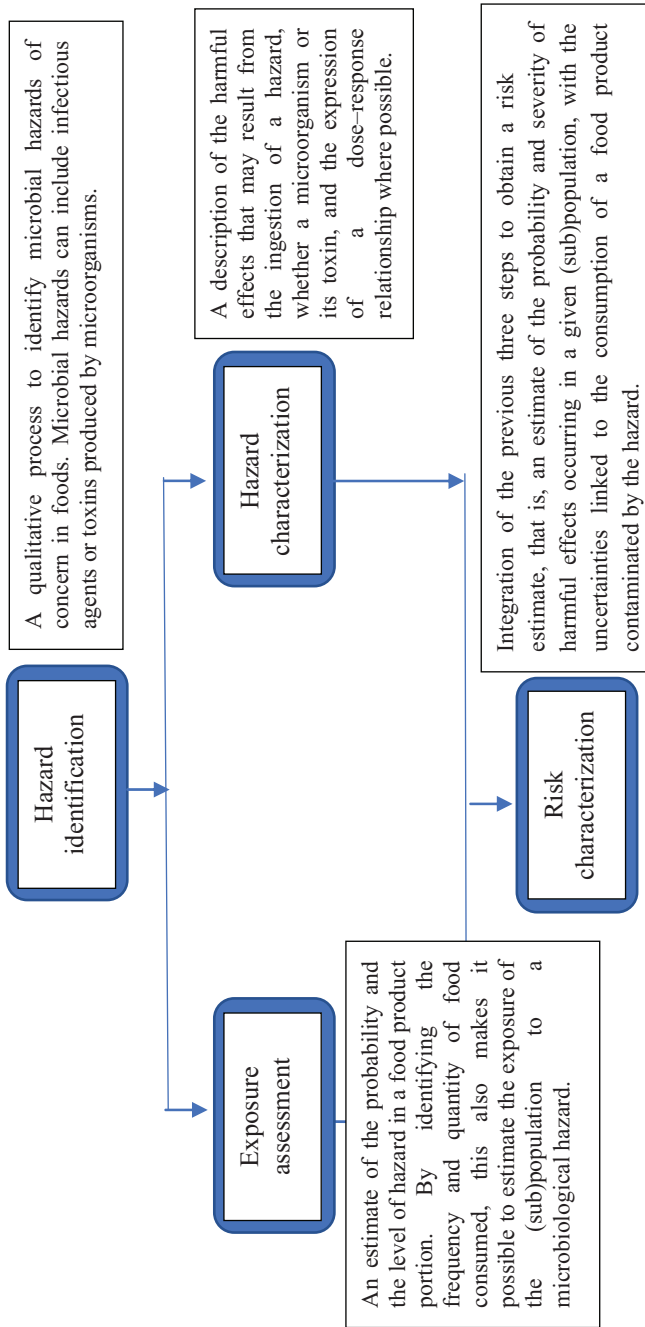 Hazard
identification
A qualitative process to identify microbial hazards of
concern in foods. Microbial hazards can include infectious
agents or toxins produced by microorganisms.
Exposure
assessment
An estimate of the probability and
the level of hazard in a food product
portion. By identifying the
frequency and quantity of food
consumed, this also makes it
possible to estimate the exposure of
the (sub)population to a
microbiological hazard.
Hazard
characterization
A description of the harmful
effects that may result from
the ingestion of a hazard,
whether a microorganism or
its toxin, and the expression
of a dose–response
relationship where possible.
Risk
characterization
Integration of the previous three steps to obtain a risk
estimate, that is, an estimate of the probability and severity of
harmful effects occurring in a given (sub)population, with the
uncertainties linked to the consumption of a food product
contaminated by the hazard.